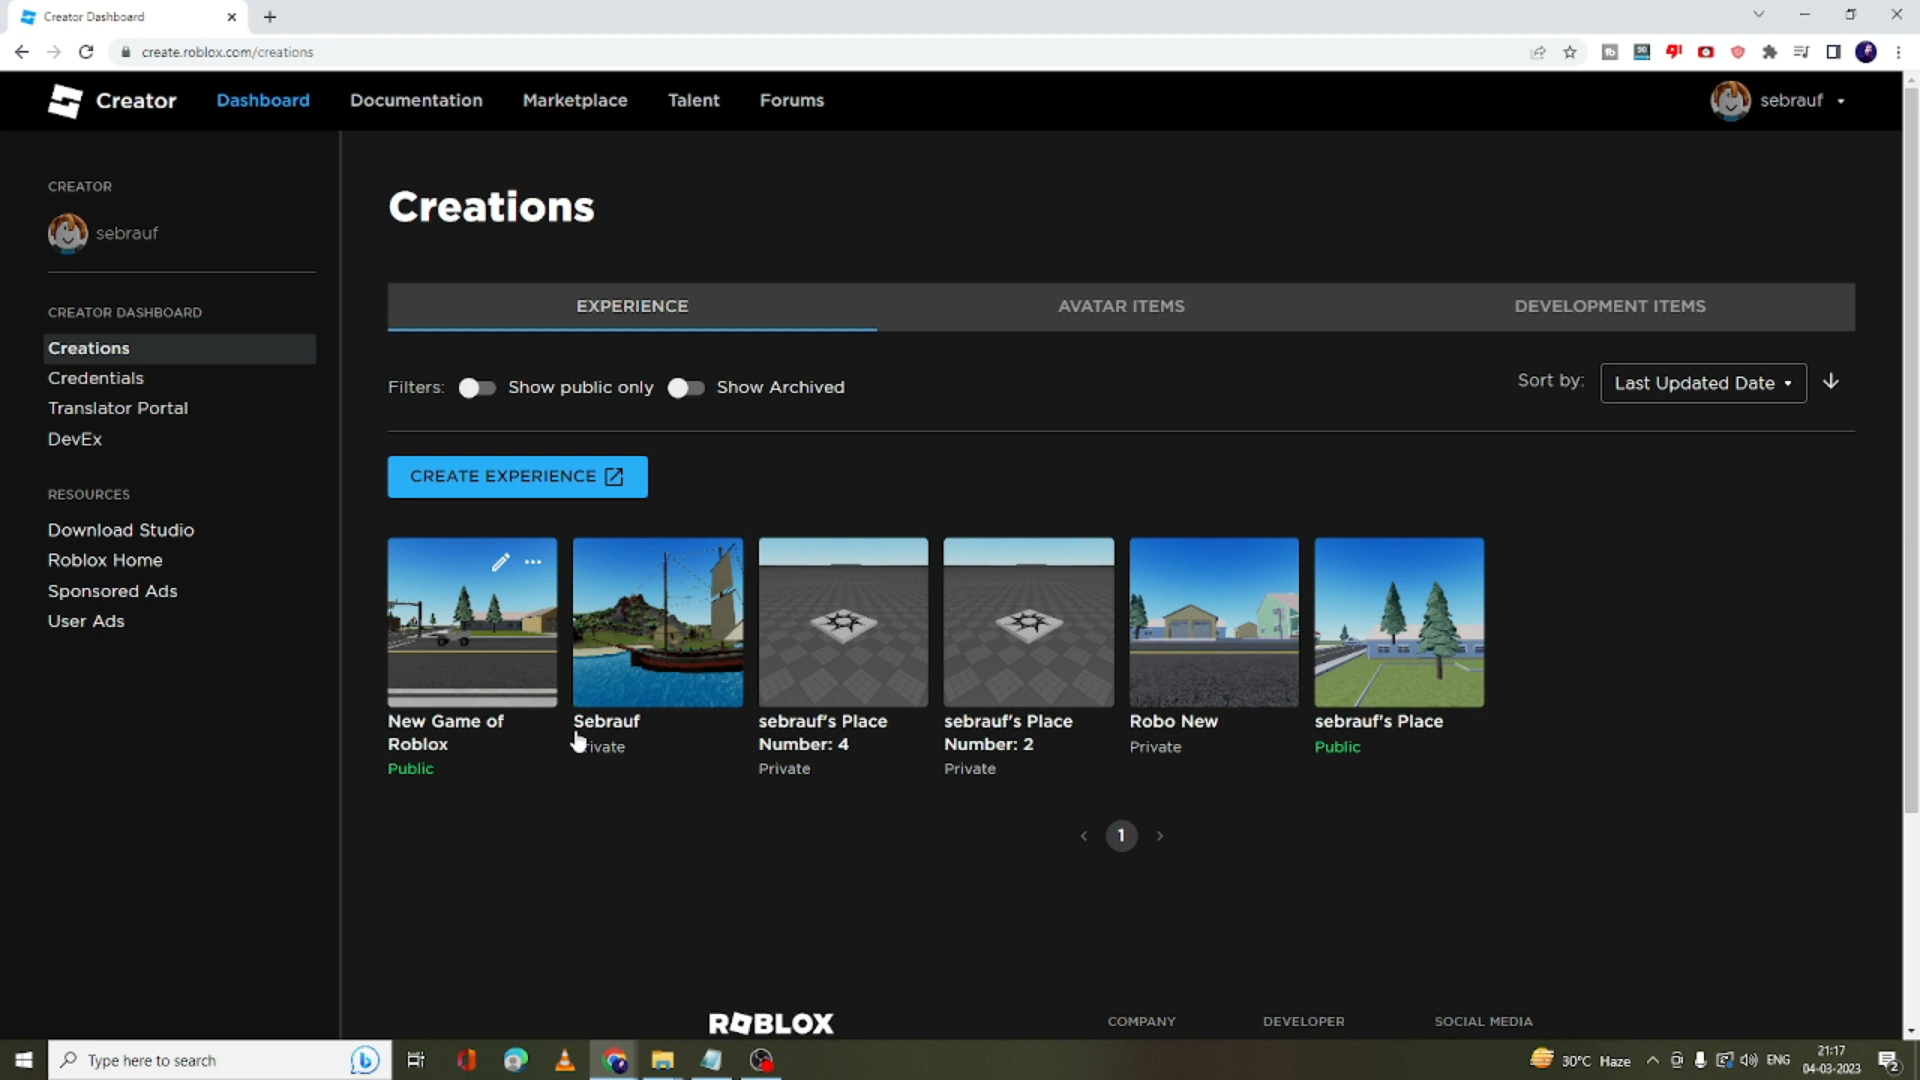 Creator Dashboard
create.roblox.com/creations
Creator
Dashboard
Documentation
Marketplace
Talent
Forums
sebrauf
CREATOR
sebrauf
CREATOR DASHBOARD
Creations
Credentials
Translator Portal
DevEx
RESOURCES
Download Studio
Roblox Home
Sponsored Ads
User Ads
Creations
EXPERIENCE
AVATAR ITEMS
DEVELOPMENT ITEMS
Filters:
Show public only
Show Archived
Sort by:
Last Updated Date
CREATE EXPERIENCE
New Game of
Roblox
Public
Sebrauf
ivate
sebrauf's Place
Number: 4
Private
sebrauf's Place
Number: 2
Private
Robo New
Private
sebrauf's Place
Public
1
ROBLOX
COMPANY
DEVELOPER
SOCIAL MEDIA
Type here to search
30°C Haze
ENG
21:17
04-03-2023
2